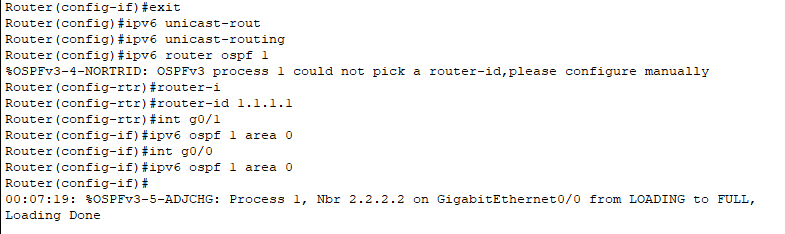 Router(config-if)#exit
Router(config)#ipv6 unicast-rout
Router(config)#ipv6 unicast-routing
Router(config)#ipv6 router ospf 1
%OSPFv3-4-NORTRID: OSPFv3 process 1 could not pick a router-id,please configure manually
Router(config-rtr)#router-i
Router(config-rtr)#router-id 1.1.1.1
Router(config-rtr)#int g0/1
Router(config-if)#ipv6 ospf 1 area 0
Router(config-if)#int g0/0
Router(config-if)#ipv6 ospf 1 area 0
Router(config-if)#
00:07:19: %OSPFv3-5-ADJCHG: Process 1, Nbr 2.2.2.2 on GigabitEthernet0/0 from LOADING to FULL,
Loading Done